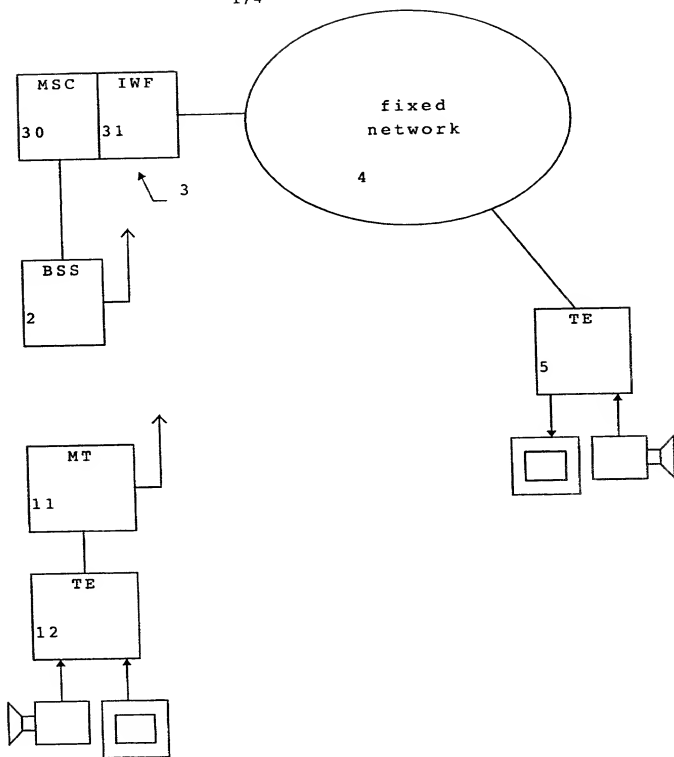 1/4
MSC IWF
30 31
fixed
network
4
3
BSS
2
TE
5
MT
11
TE
12